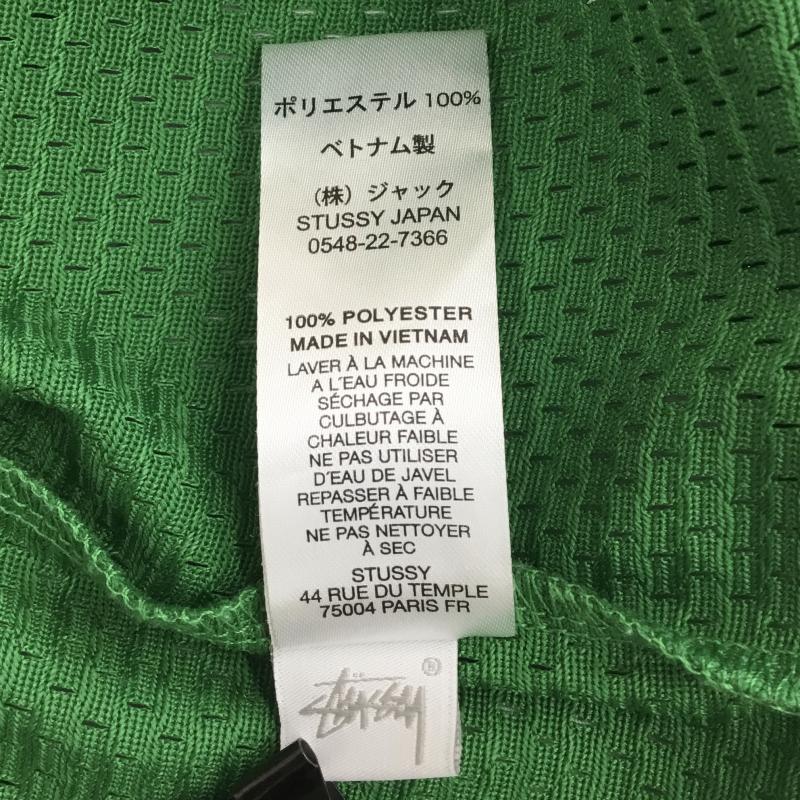 ポリエステル 100%
ベトナム製
（株）ジャック
STUSSY JAPAN
0548-22-7366
100% POLYESTER
MADE IN VIETNAM
LAVER À LA MACHINE
A L'EAU FROIDE
SÉCHAGE PAR
CULBUTAGE À
CHALEUR FAIBLE
NE PAS UTILISER
D'EAU DE JAVEL
REPASSER À FAIBLE
TEMPÉRATURE
NE PAS NETTOYER
À SEC
STUSSY
44 RUE DU TEMPLE
75004 PARIS FR
Stüssy ®